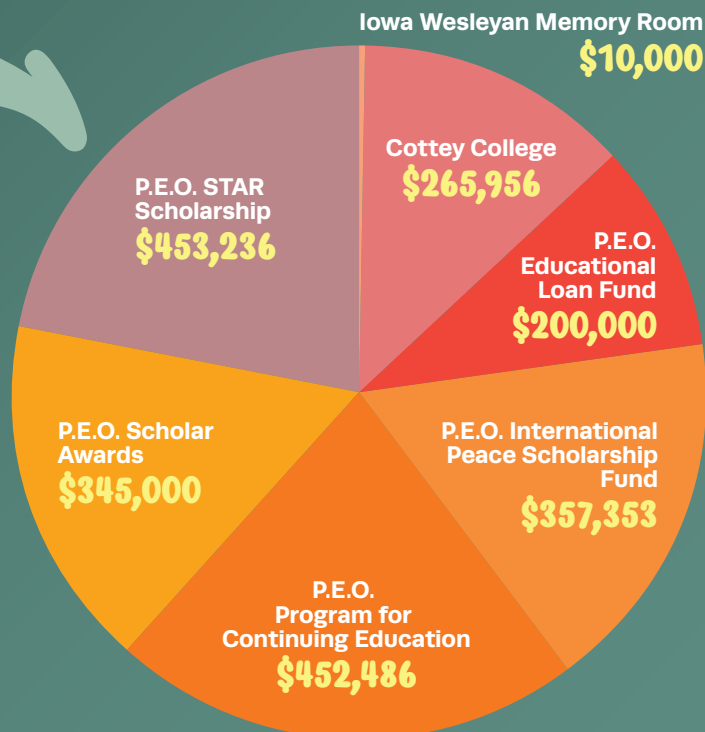 Iowa Wesleyan Memory Room
$10,000
Cottey College
$265,956
P.E.O.
Educational
Loan Fund
$200,000
P.E.O. International
Peace Scholarship
Fund
$357,353
P.E.O.
Program for
Continuing Education
$452,486
P.E.O. Scholar
Awards
$345,000
P.E.O. STAR
Scholarship
$453,236